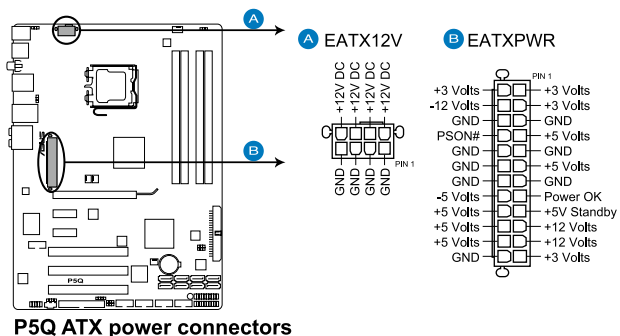 A
A EATX12V
+12V DC
+12V DC
+12V DC
+12V DC
PIN 1
GND
GND
GND
GND
B EATXPWR
PIN 1
+3 Volts +3 Volts
-12 Volts +3 Volts
GND GND
PSON# +5 Volts
GND GND
GND +5 Volts
GND GND
-5 Volts Power OK
+5 Volts +5V Standby
+5 Volts +12 Volts
+5 Volts +12 Volts
GND +3 Volts
B
P5Q
P5Q ATX power connectors